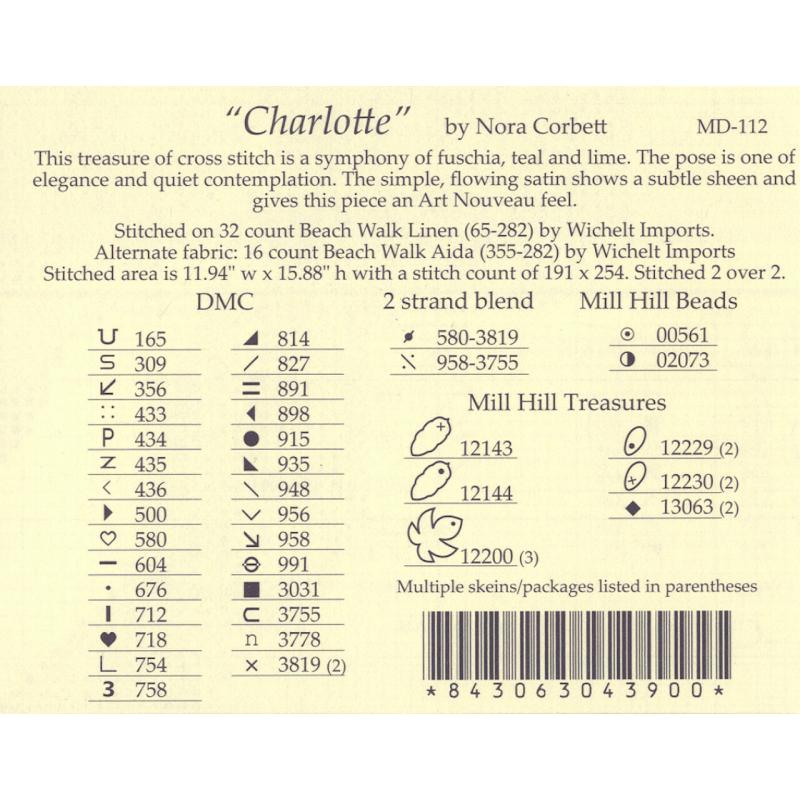 “Charlotte” by Nora Corbett MD-112
This treasure of cross stitch is a symphony of fuschia, teal and lime. The pose is one of
elegance and quiet contemplation. The simple, flowing satin shows a subtle sheen and
gives this piece an Art Nouveau feel.
Stitched on 32 count Beach Walk Linen (65-282) by Wichelt Imports.
Alternate fabric: 16 count Beach Walk Aida (355-282) by Wichelt Imports
Stitched area is 11.94" w x 15.88" h with a stitch count of 191 x 254. Stitched 2 over 2.
DMC
165
309
356
433
P 434
435
436
500
580
604
676
712
718
754
3 758
814
827
891
898
915
935
948
956
958
991
3031
3755
n 3778
3819 (2)
2 strand blend
580-3819
958-3755
Mill Hill Beads
00561
02073
Mill Hill Treasures
12143
12144
12200 (3)
12229 (2)
12230 (2)
13063 (2)
Multiple skeins/packages listed in parentheses
*843063043900*